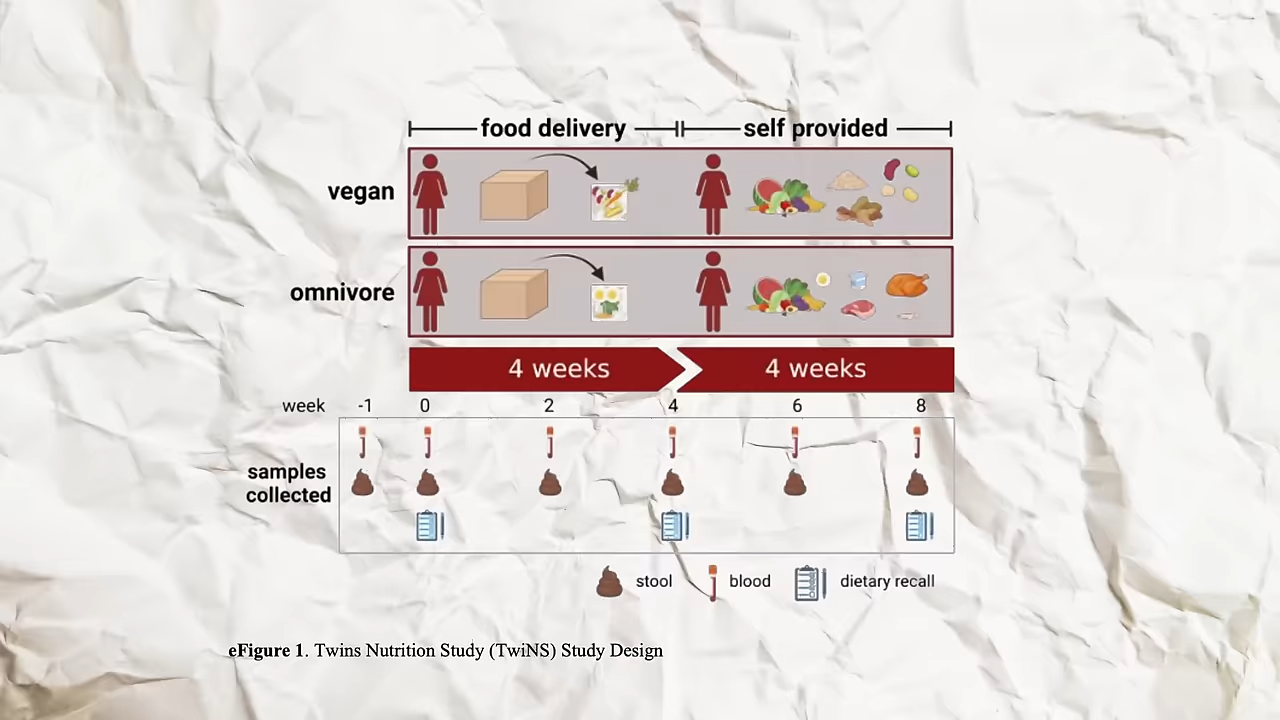 food delivery self provided
vegan
omnivore
4 weeks 4 weeks
week -1 0 2 4 6 8
samples
collected
stool blood dietary recall
eFigure 1. Twins Nutrition Study (TwiNS) Study Design